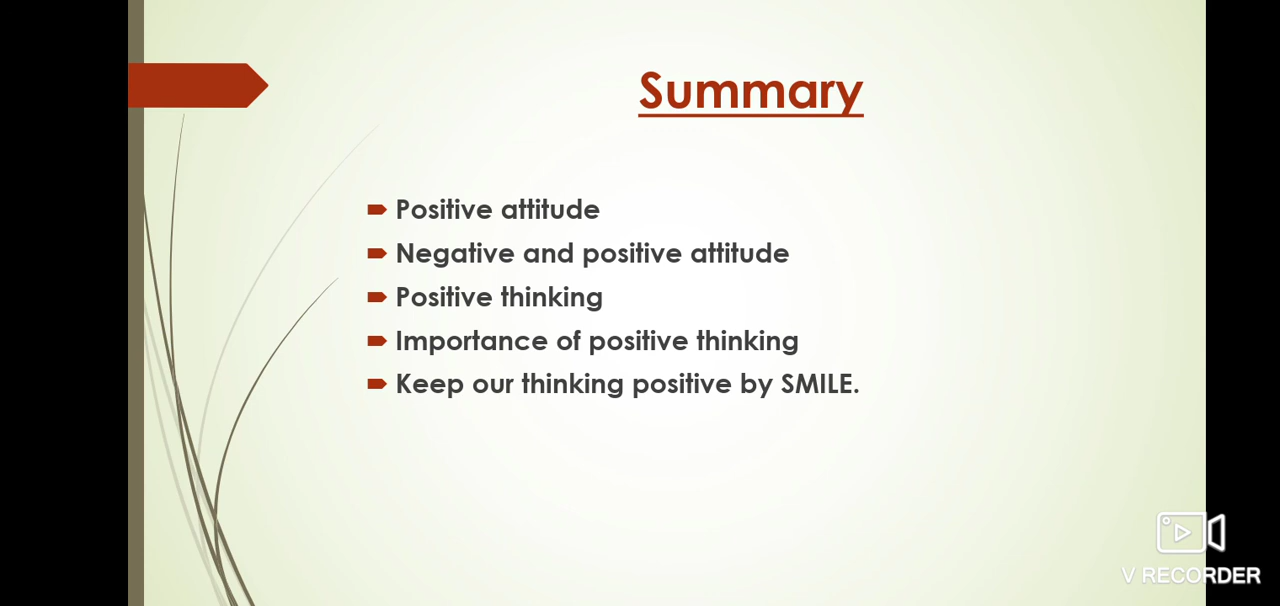 Summary
Positive attitude
Negative and positive attitude
Positive thinking
Importance of positive thinking
Keep our thinking positive by SMILE.
V RECORDER